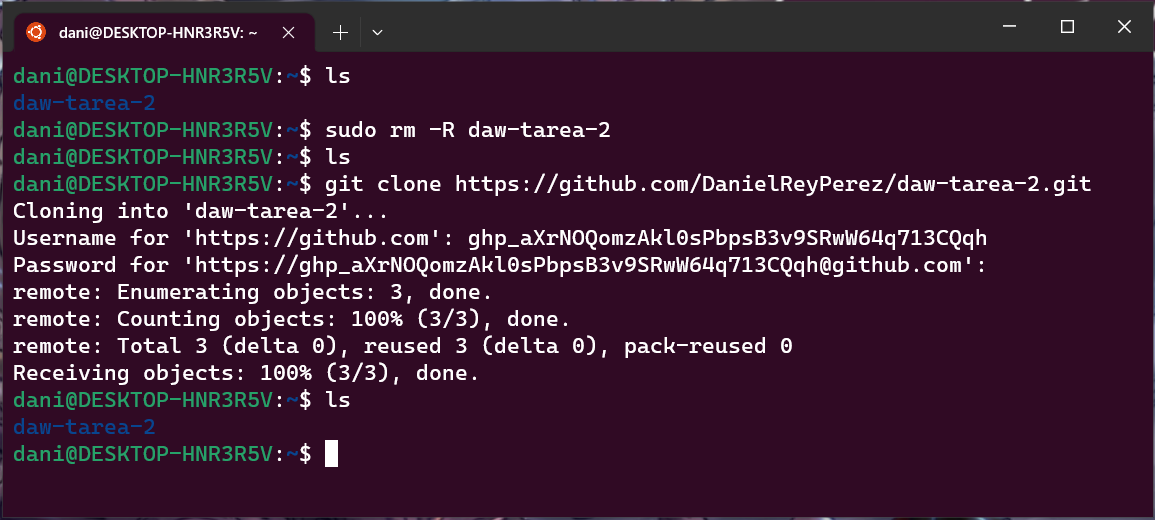 dani@DESKTOP-HNR3R5V: ~
dani@DESKTOP-HNR3R5V:~$ ls
daw-tarea-2
dani@DESKTOP-HNR3R5V:~$ sudo rm -R daw-tarea-2
dani@DESKTOP-HNR3R5V:~$ ls
dani@DESKTOP-HNR3R5V:~$ git clone https://github.com/DanielReyPerez/daw-tarea-2.git
Cloning into 'daw-tarea-2'...
Username for 'https://github.com': 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
Password for 'https://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@github.com':
remote: Enumerating objects: 3, done.
remote: Counting objects: 100% (3/3), done.
remote: Total 3 (delta 0), reused 3 (delta 0), pack-reused 0
Receiving objects: 100% (3/3), done.
dani@DESKTOP-HNR3R5V:~$ ls
daw-tarea-2
dani@DESKTOP-HNR3R5V:~$